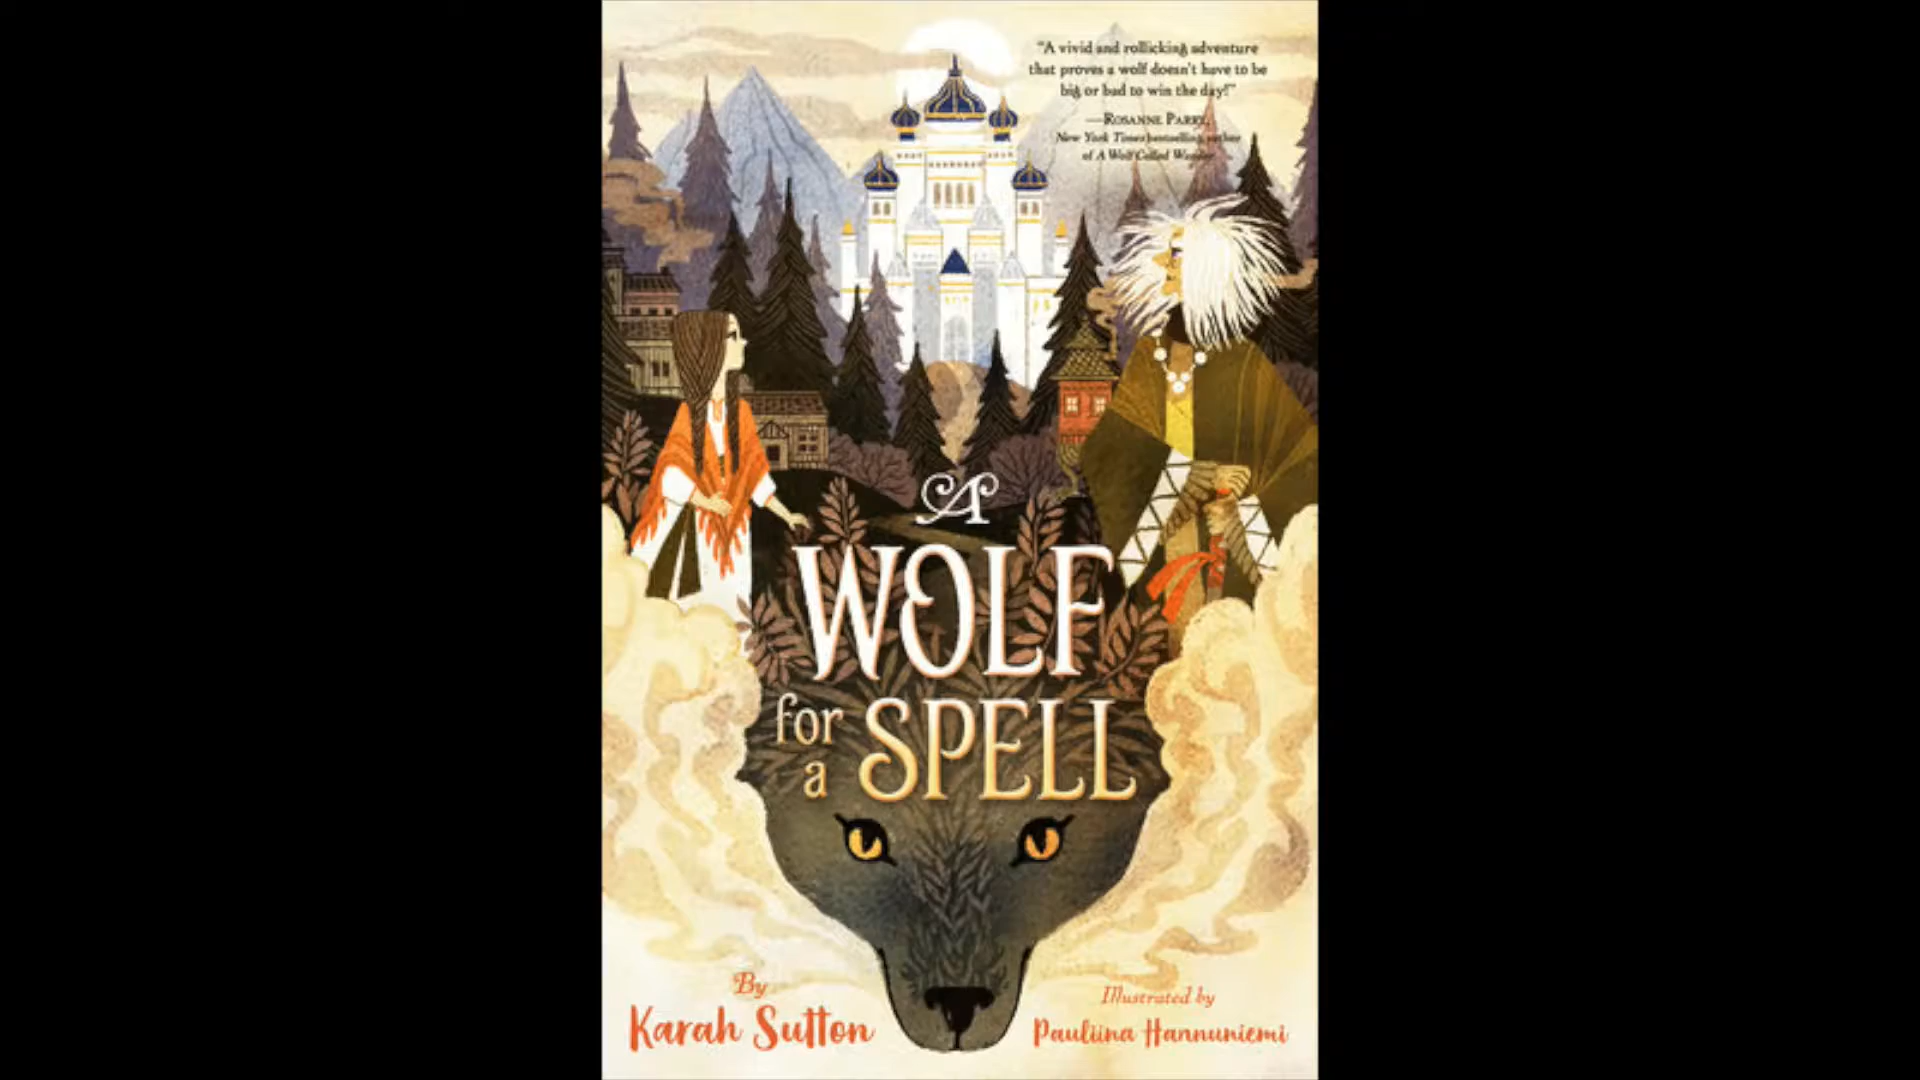 “A vivid and rollicking adventure
that proves a wolf doesn't have to be
big or bad to win the day!”
—ROSANNE PARRY,
New York Times bestselling author
of A Wolf Called Wander
A
WOLF
for
a SPELL
By
Karah Sutton
Illustrated by
Pauliina Hannuniemi